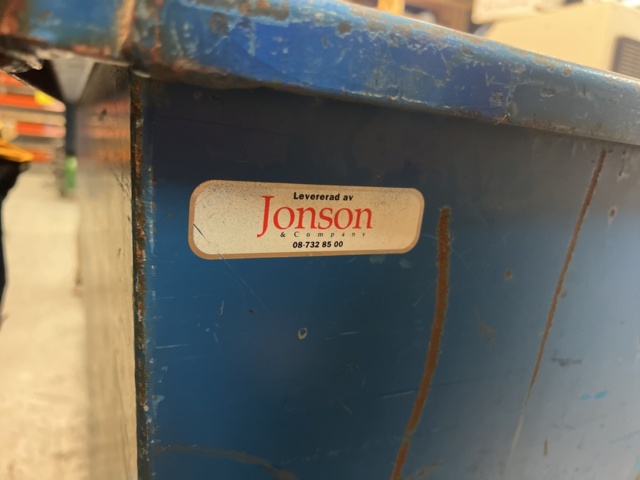 Levererad av
Jonson
& Company
08-732 85 00